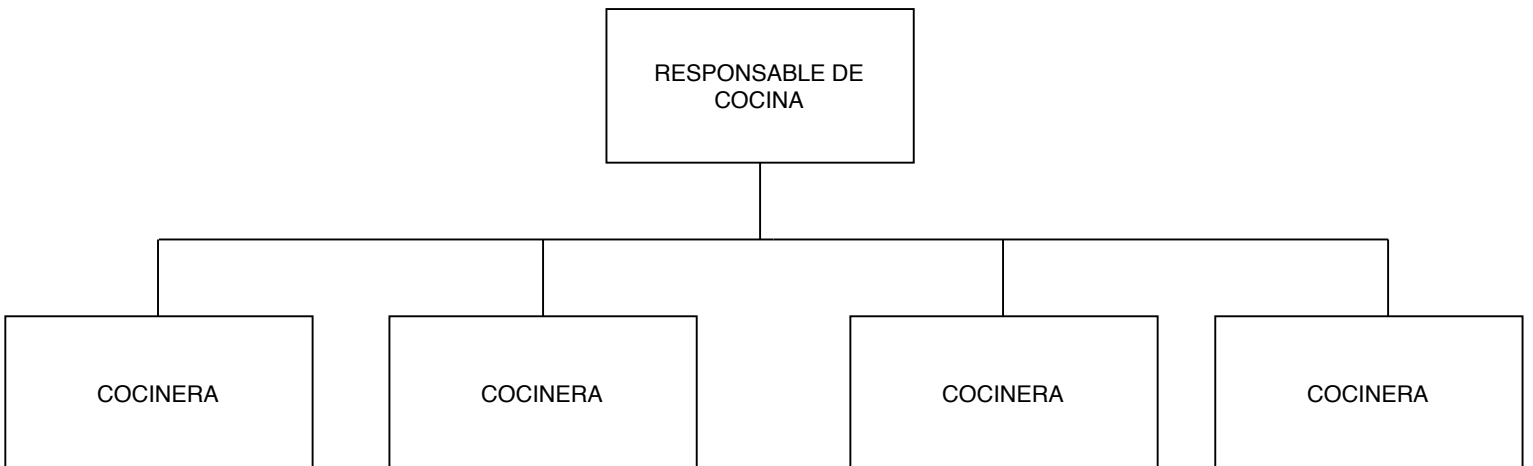 RESPONSABLE DE
COCINA
COCINERA
COCINERA
COCINERA
COCINERA